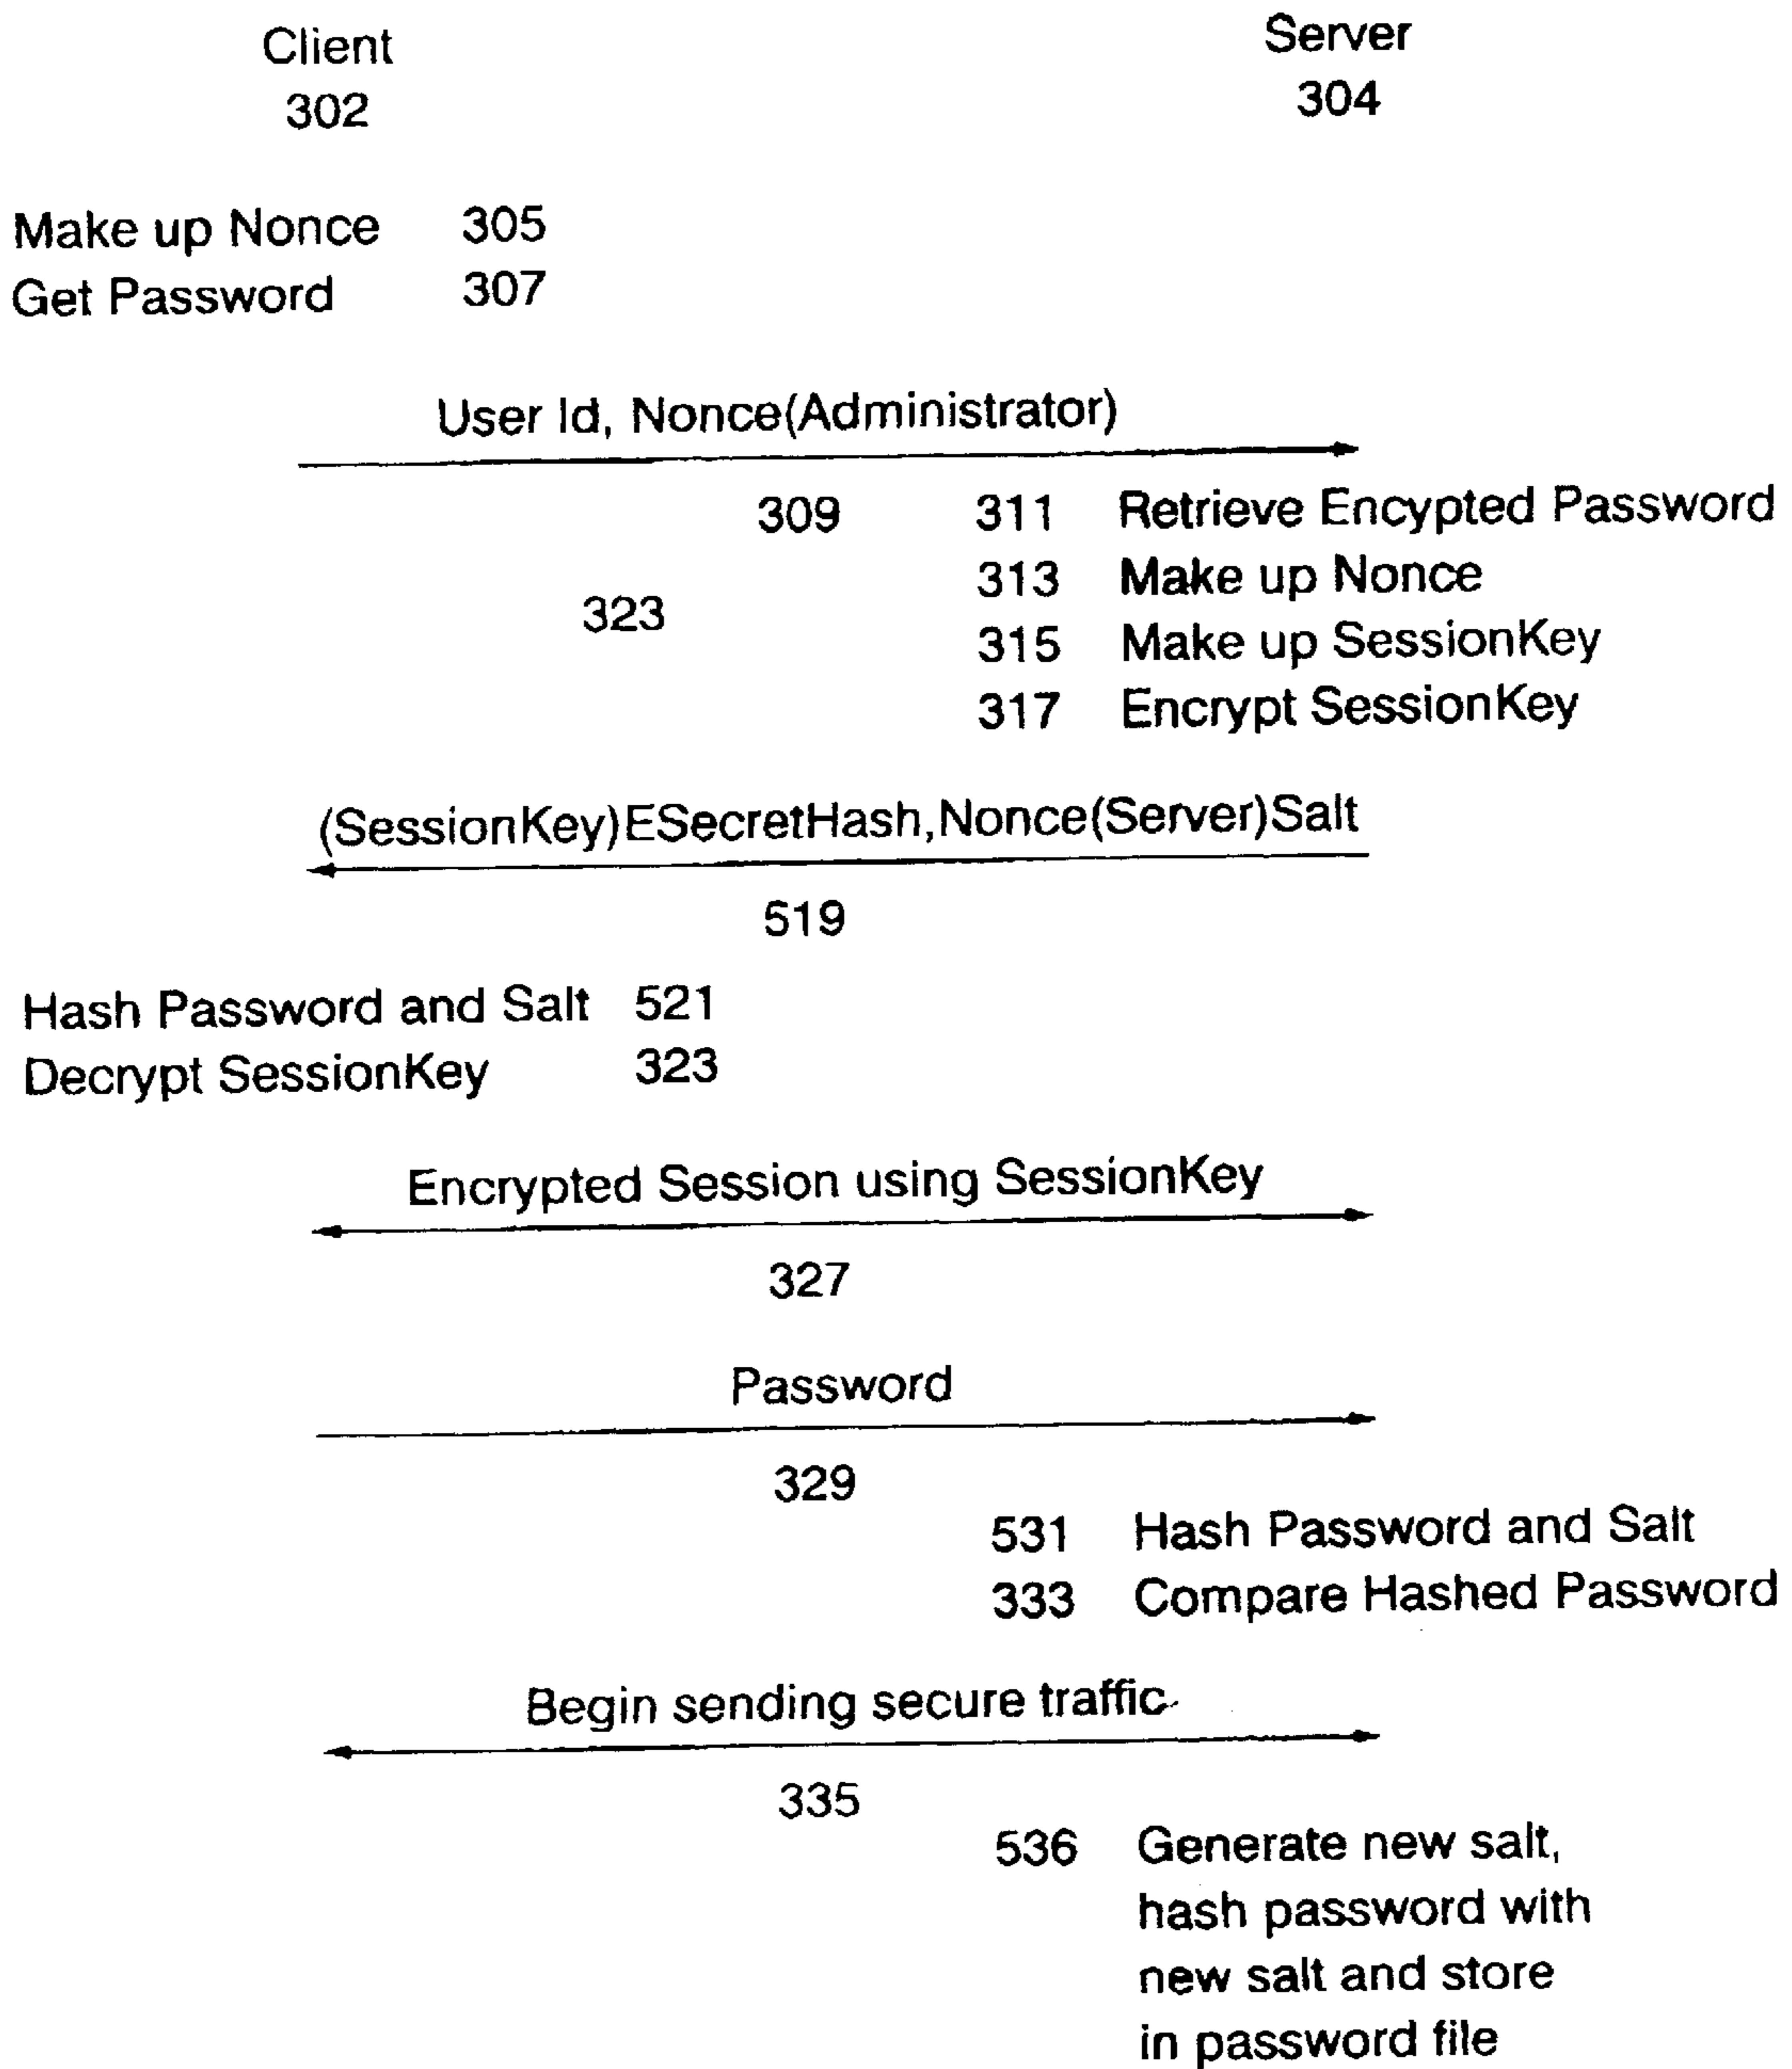 Client
Server
302
304
Make up Nonce 305
Get Password 307
User Id, Nonce(Administrator)
309
311 Retrieve Encypted Password
313 Make up Nonce
323
315 Make up SessionKey
317 Encrypt SessionKey
(SessionKey)ESecretHash,Nonce(Server)Salt
519
Hash Password and Salt 521
Decrypt SessionKey 323
Encrypted Session using SessionKey
327
Password
329
531 Hash Password and Salt
333 Compare Hashed Password
Begin sending secure traffic
335
536 Generate new salt,
hash password with
new salt and store
in password file